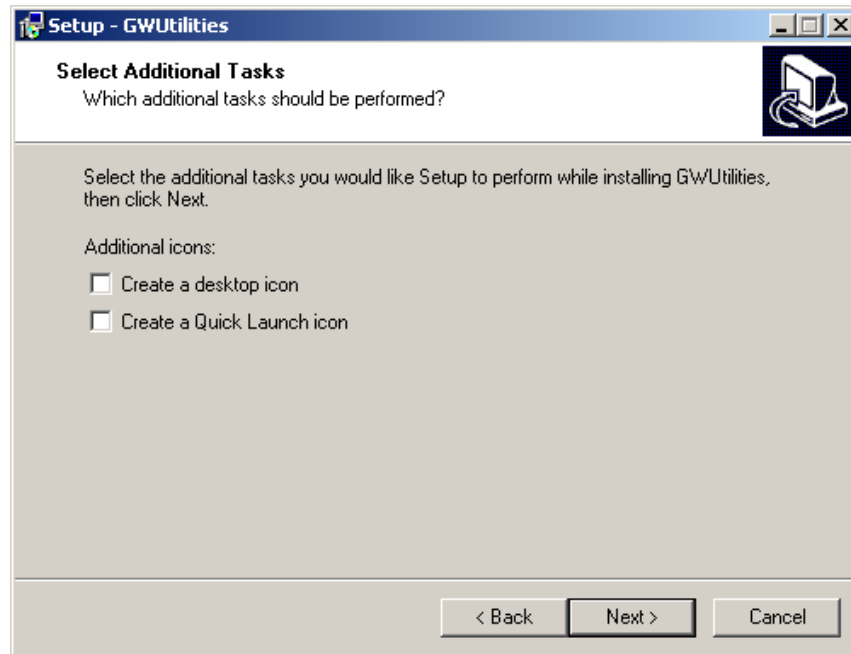 Setup - GWUtilities
Select Additional Tasks
Which additional tasks should be performed?
Select the additional tasks you would like Setup to perform while installing GWUtilities,
then click Next.
Additional icons:
Create a desktop icon
Create a Quick Launch icon
< Back Next > Cancel